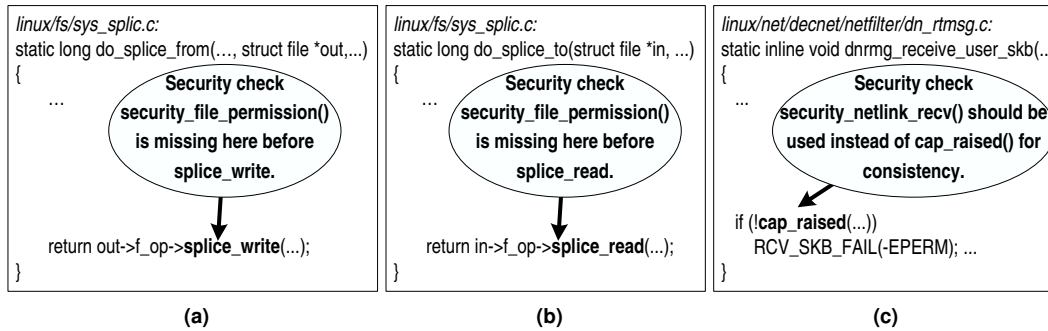 linux/fs/sys_splic.c:
static long do_splice_from(…, struct file *out,...)
{
…
Security check
security_file_permission()
is missing here before
splice_write.
return out->f_op->splice_write(...);
}
(a)
linux/fs/sys_splic.c:
static long do_splice_to(struct file *in, ...)
{
…
Security check
security_file_permission()
is missing here before
splice_read.
return in->f_op->splice_read(...);
}
(b)
linux/net/decnet/netfilter/dn_rtmsg.c:
static inline void dnrmg_receive_user_skb(..
{
...
Security check
security_netlink_recv() should be
used instead of cap_raised() for
consistency.
if (!cap_raised(...))
RCV_SKB_FAIL(-EPERM); ...
}
(c)